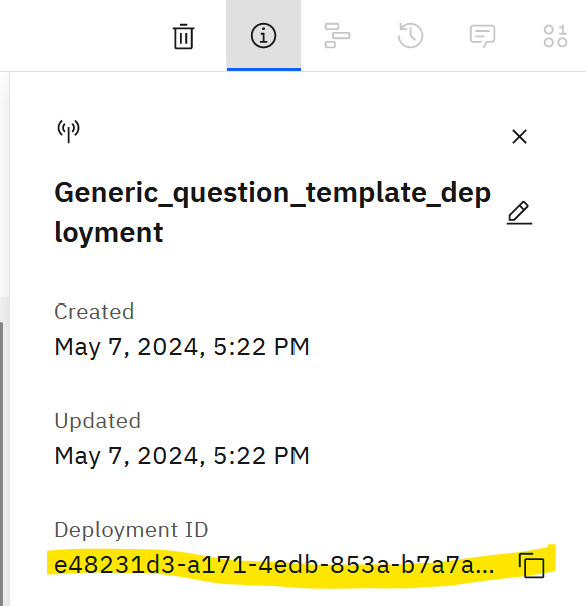 Generic_question_template_dep
loyment
Created
May 7, 2024, 5:22 PM
Updated
May 7, 2024, 5:22 PM
Deployment ID
e48231d3-a171-4edb-853a-b7a7a...